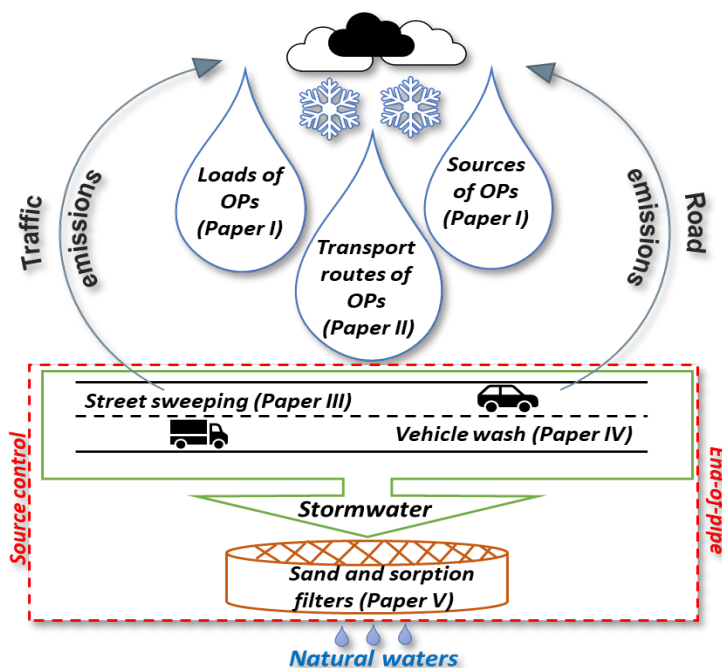 Loads of
OPs
(Paper I)
Sources
of OPs
(Paper I)
Transport
routes of
OPs
(Paper II)
Traffic
emissions
Road
emissions
Street sweeping (Paper III)
Vehicle wash (Paper IV)
Source control
End-of-pipe
Stormwater
Sand and sorption
filters (Paper V)
Natural waters